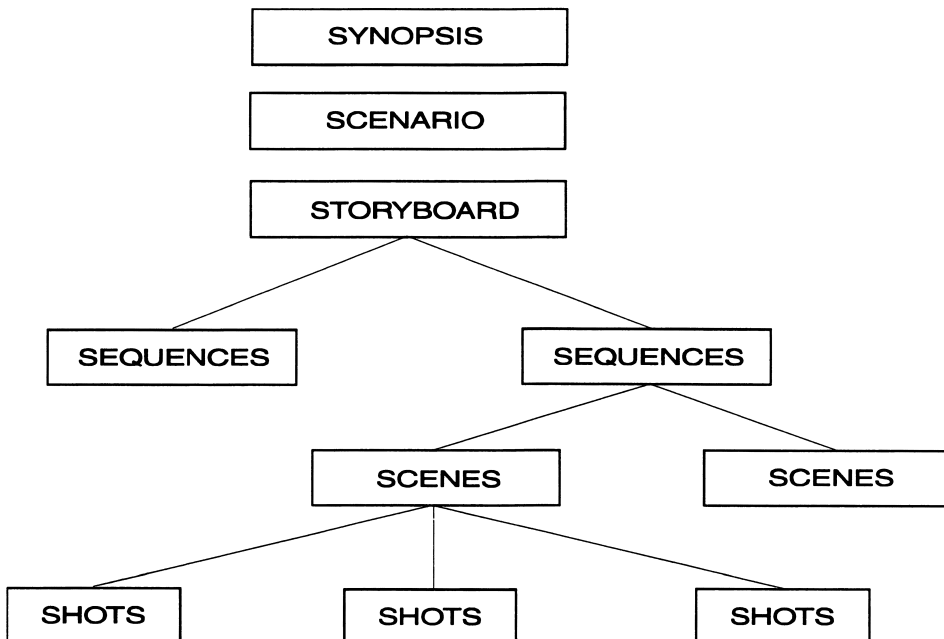 SYNOPSIS
SCENARIO
STORYBOARD
SEQUENCES
SEQUENCES
SCENES
SCENES
SHOTS
SHOTS
SHOTS